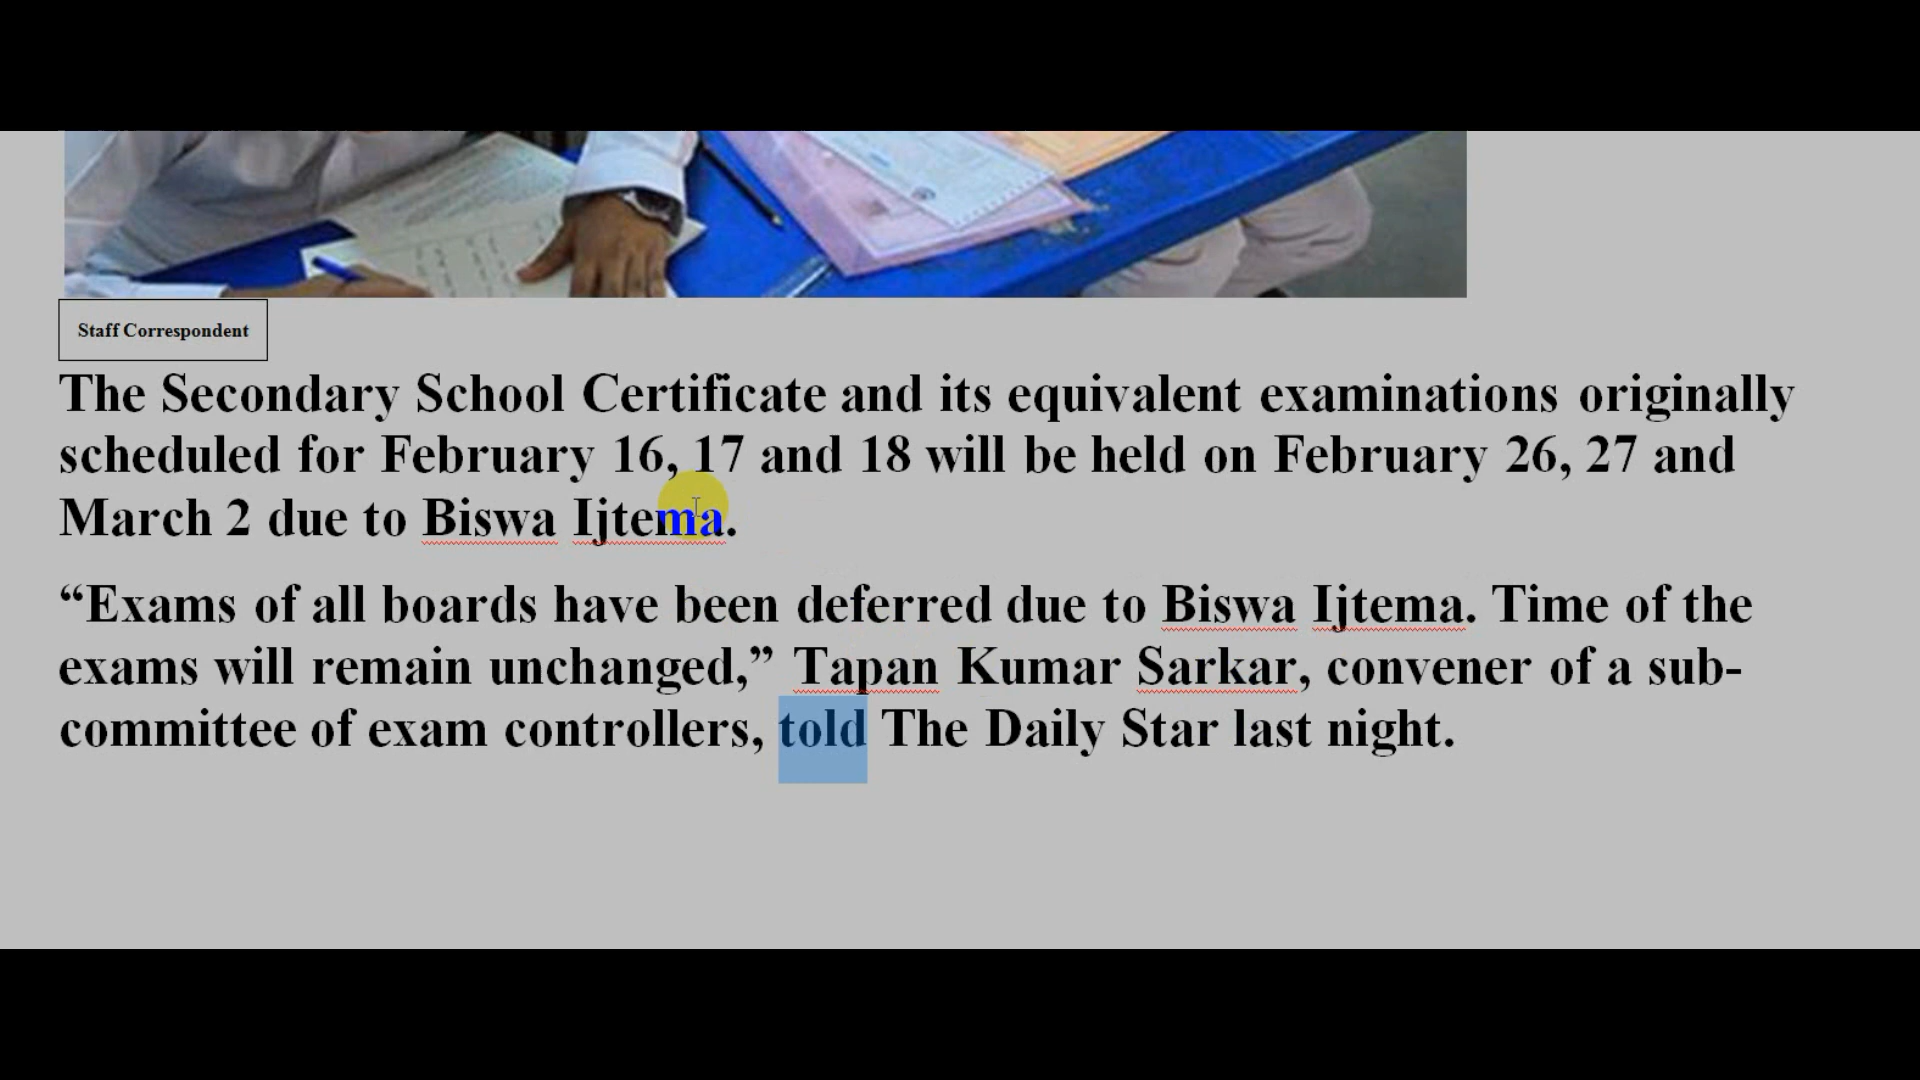 Staff Correspondent
The Secondary School Certificate and its equivalent examinations originally
scheduled for February 16, 17 and 18 will be held on February 26, 27 and
March 2 due to Biswa Ijtema.
“Exams of all boards have been deferred due to Biswa Ijtema. Time of the
exams will remain unchanged,” Tapan Kumar Sarkar, convener of a sub-
committee of exam controllers, told The Daily Star last night.